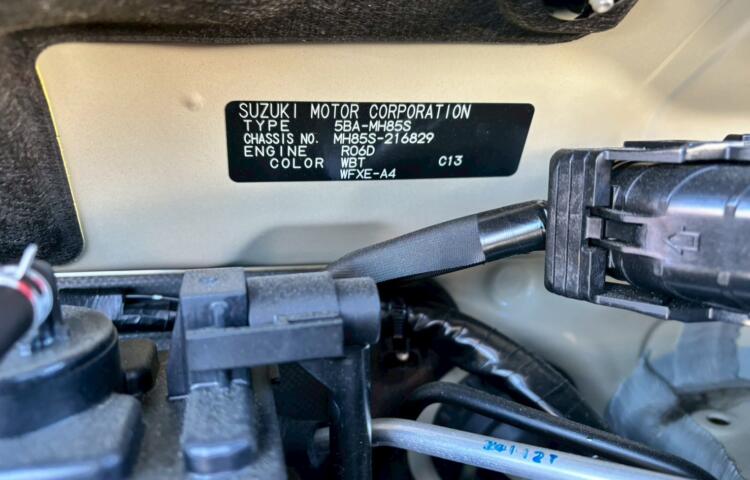 SUZUKI MOTOR CORPORATION
TYPE 5BA-MH85S
CHASSIS NO. MH85S-216829
ENGINE R06D
COLOR WBT C13
WFXE-A4